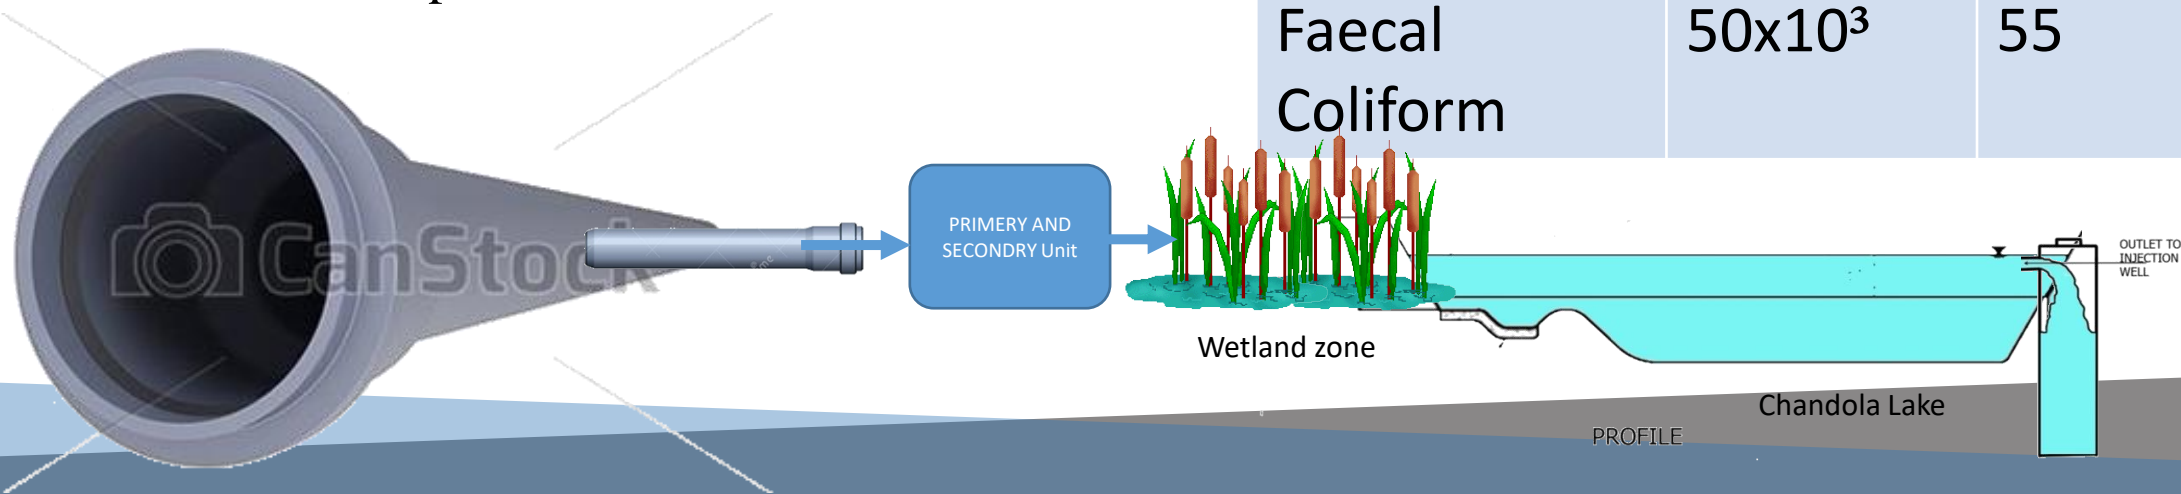 Faecal 50x10³ 55
Coliform
CanStock
PRIMERY AND
SECONDRY Unit
OUTLET TO
INJECTION
WELL
Wetland zone
Chandola Lake
PROFILE